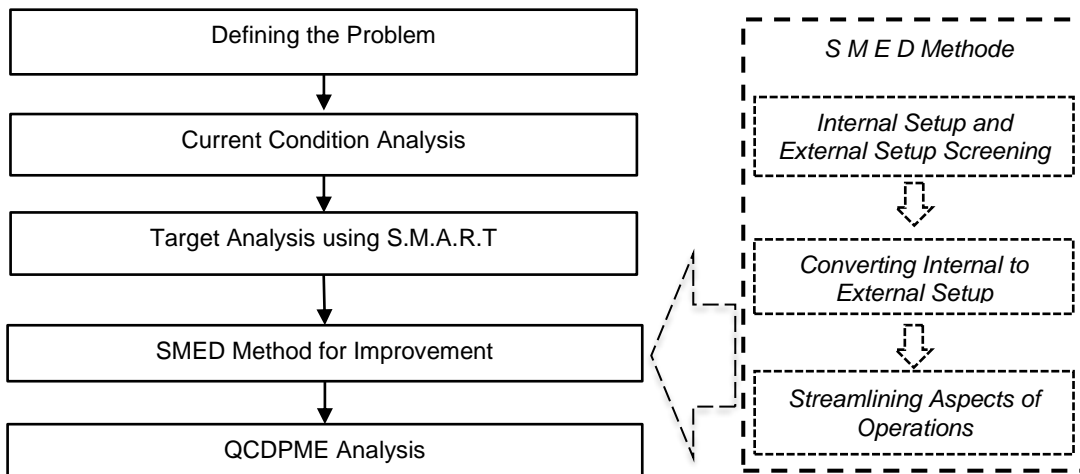 Defining the Problem
Current Condition Analysis
Target Analysis using S.M.A.R.T
SMED Method for Improvement
QCDPME Analysis
S M E D Methode
Internal Setup and
External Setup Screening
Converting Internal to
External Setup
Streamlining Aspects of
Operations